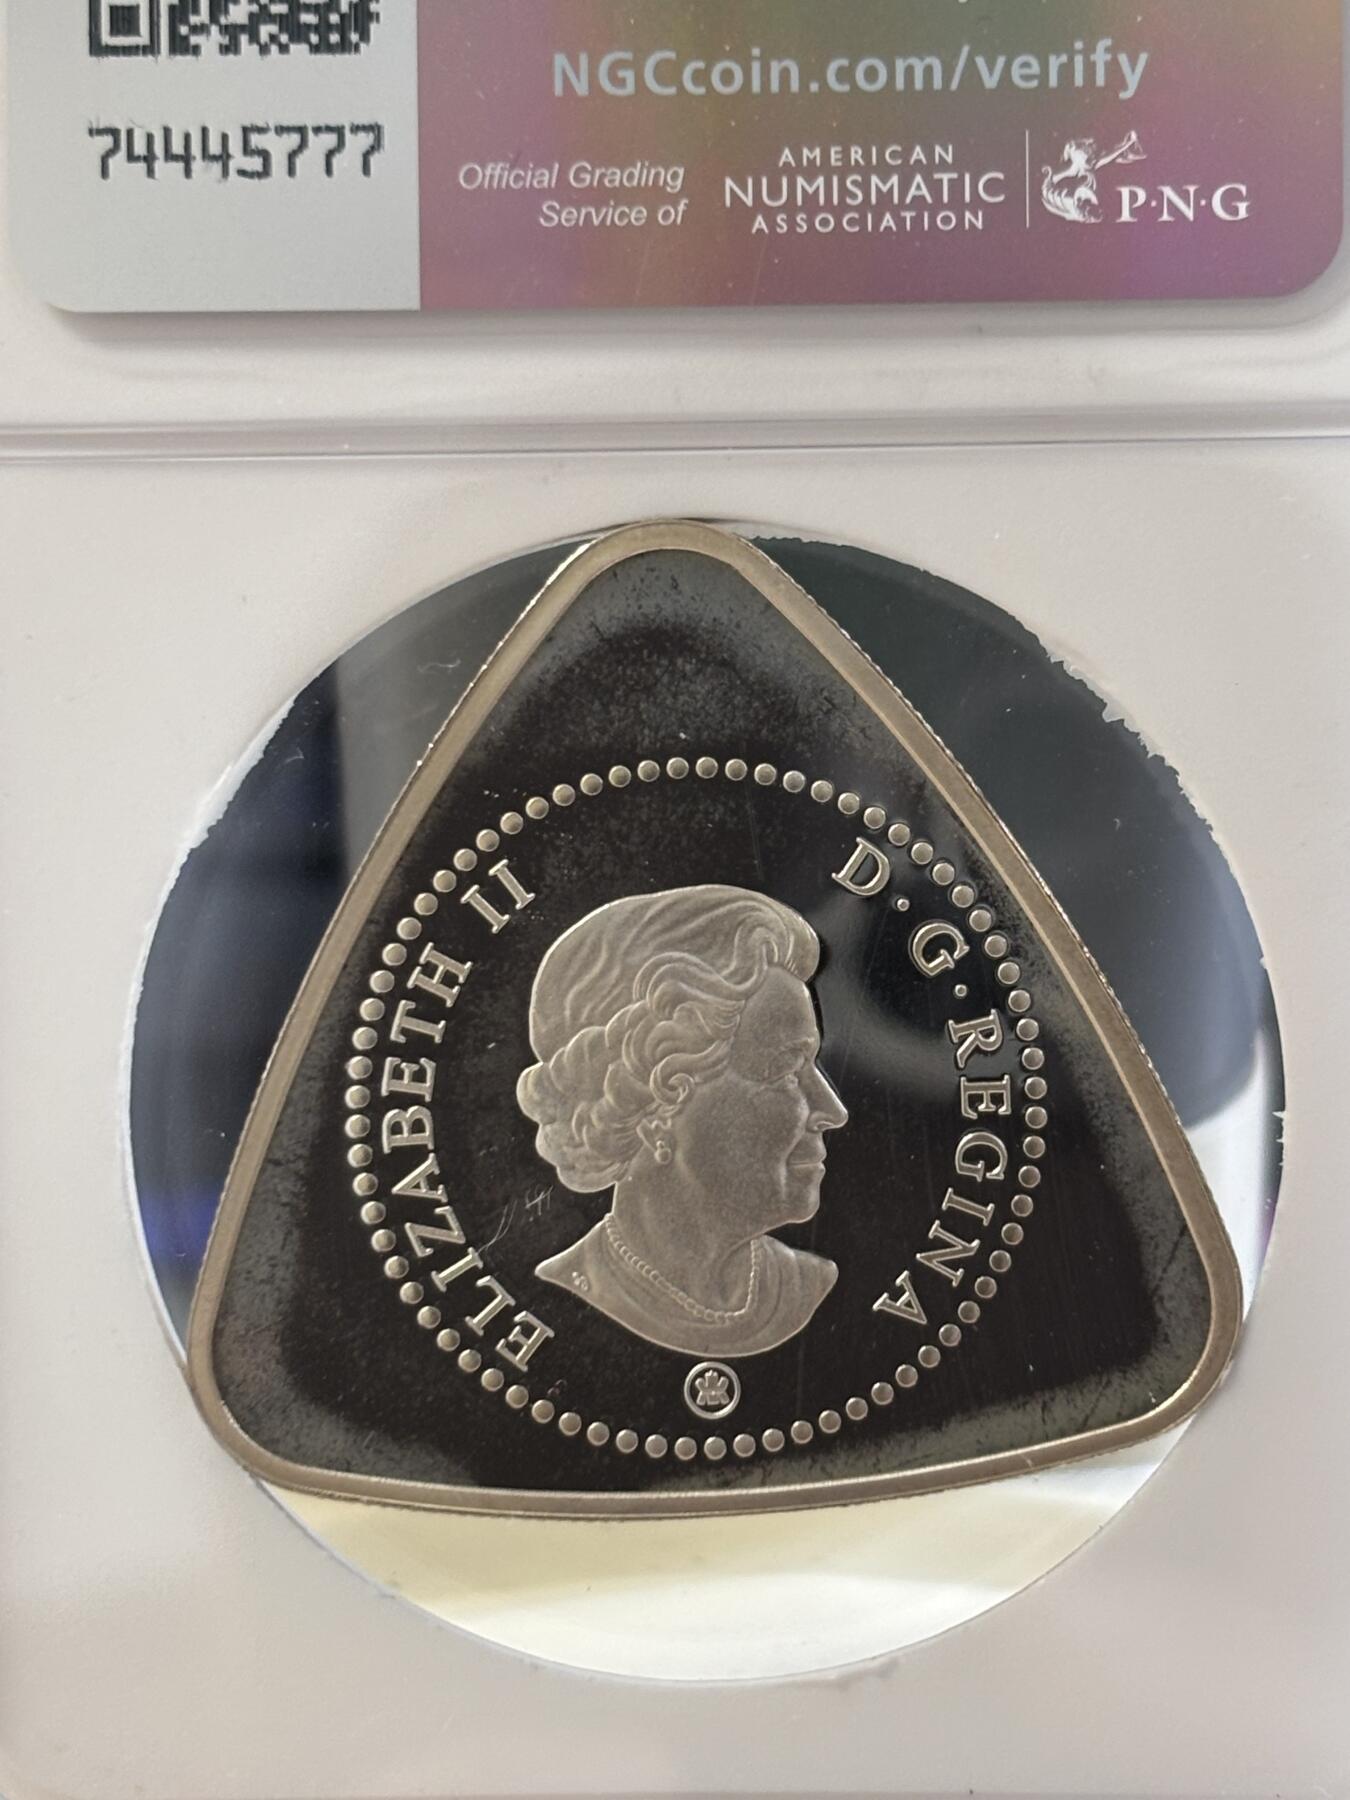 NGCcoin.com/verify
74445777
Official Grading
Service of
AMERICAN
NUMISMATIC
ASSOCIATION
P·N·G
ELIZABETH II
D·G·REGINA